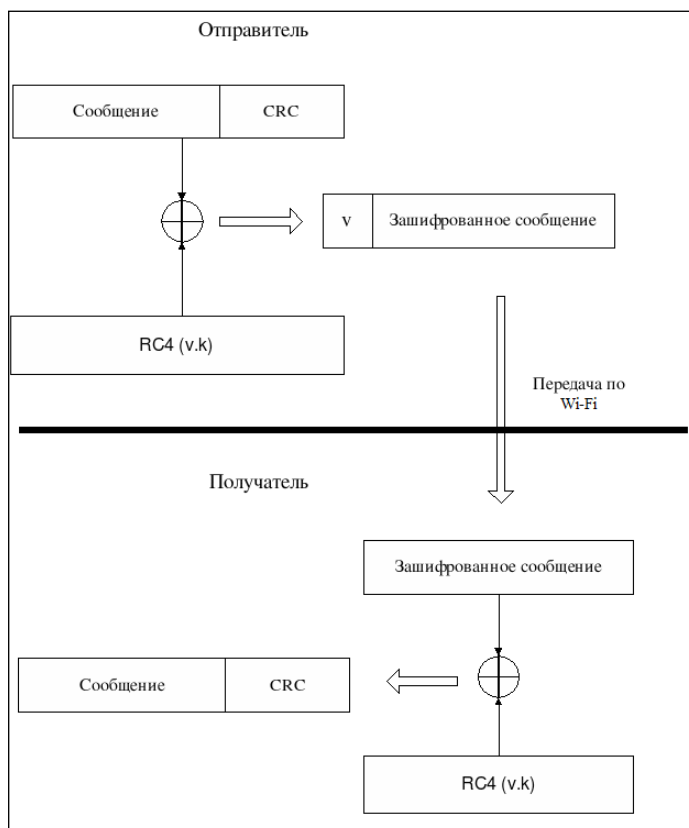 Отправитель
Сообщение CRC
v Зашифрованное сообщение
RC4 (v.k)
Передача по
Wi-Fi
Получатель
Зашифрованное сообщение
Сообщение CRC
RC4 (v.k)